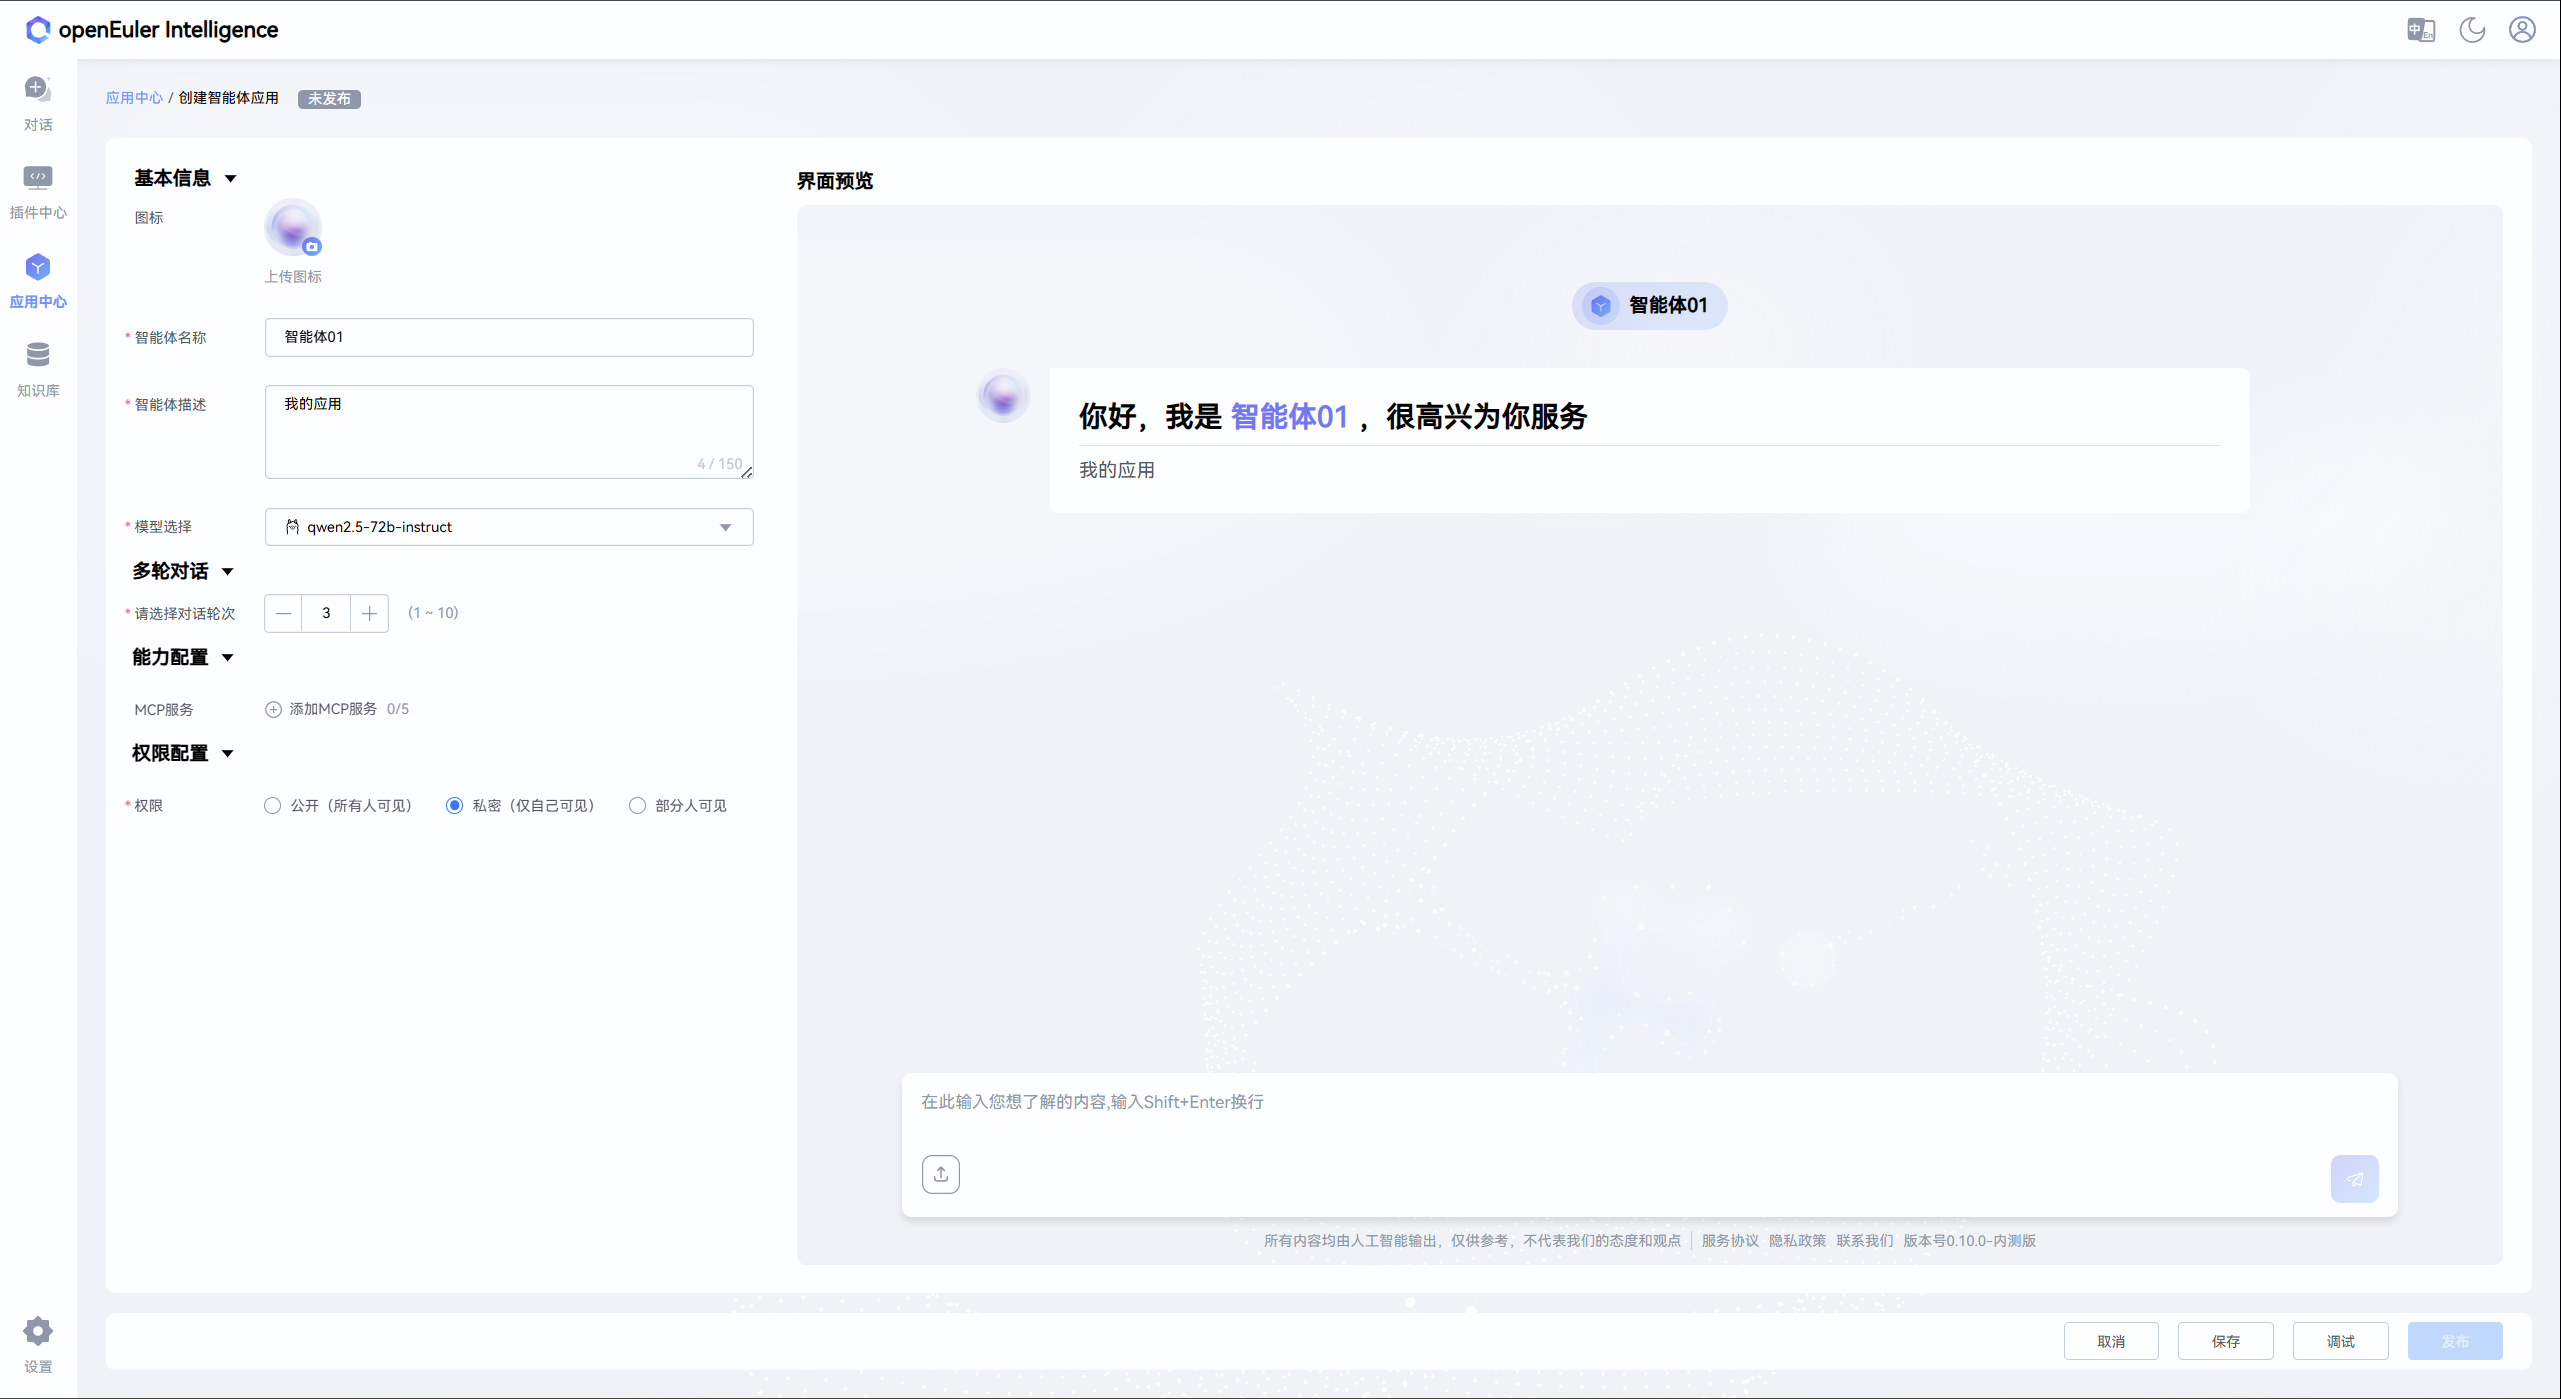 openEuler Intelligence
中 En
对话
插件中心
应用中心
知识库
设置
应用中心 / 创建智能体应用 未发布
基本信息
图标
上传图标
* 智能体名称 智能体01
* 智能体描述 我的应用
4 / 150
* 模型选择 qwen2.5-72b-instruct
多轮对话
* 请选择对话轮次 3 (1 ~ 10)
能力配置
MCP服务 添加MCP服务 0/5
权限配置
* 权限 公开（所有人可见） 私密（仅自己可见） 部分人可见
界面预览
智能体01
你好，我是 智能体01 ，很高兴为你服务
我的应用
在此输入您想了解的内容,输入Shift+Enter换行
所有内容均由人工智能输出，仅供参考，不代表我们的态度和观点 服务协议 隐私政策 联系我们 版本号0.10.0-内测版
取消 保存 调试 发布